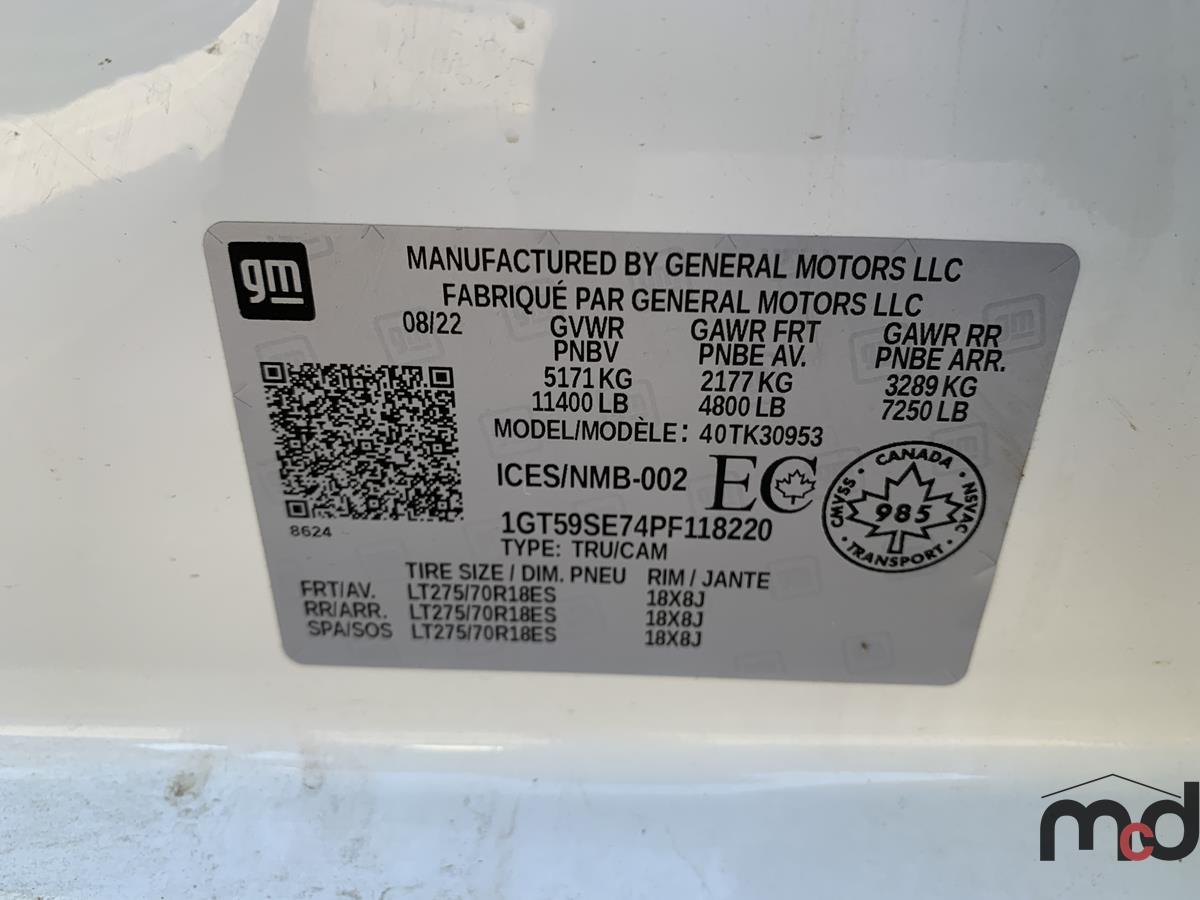 gm
MANUFACTURED BY GENERAL MOTORS LLC
FABRIQUÉ PAR GENERAL MOTORS LLC
08/22 GVWR GAWR FRT GAWR RR
PNBV PNBE AV. PNBE ARR.
5171 KG 2177 KG 3289 KG
11400 LB 4800 LB 7250 LB
MODEL/MODÈLE: 40TK30953
ICES/NMB-002 EC
CANADA
CMVSS 985 NSVAC
TRANSPORT
8624
1GT59SE74PF118220
TYPE: TRU/CAM
TIRE SIZE / DIM. PNEU RIM / JANTE
FRT/AV. LT275/70R18ES 18X8J
RR/ARR. LT275/70R18ES 18X8J
SPA/SOS LT275/70R18ES 18X8J
mcd